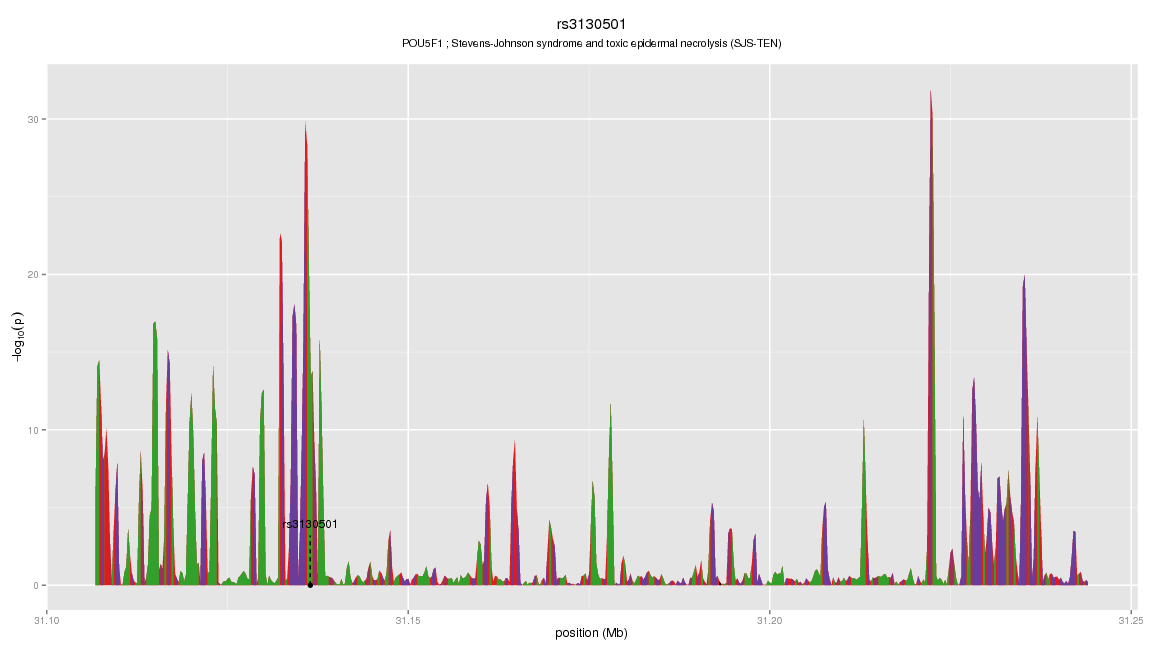 rs3130501
POU5F1 ; Stevens-Johnson syndrome and toxic epidermal necrolysis (SJS-TEN)
30
20
10
0
−log10(p)
rs3130501
31.10
31.15
31.20
31.25
position (Mb)